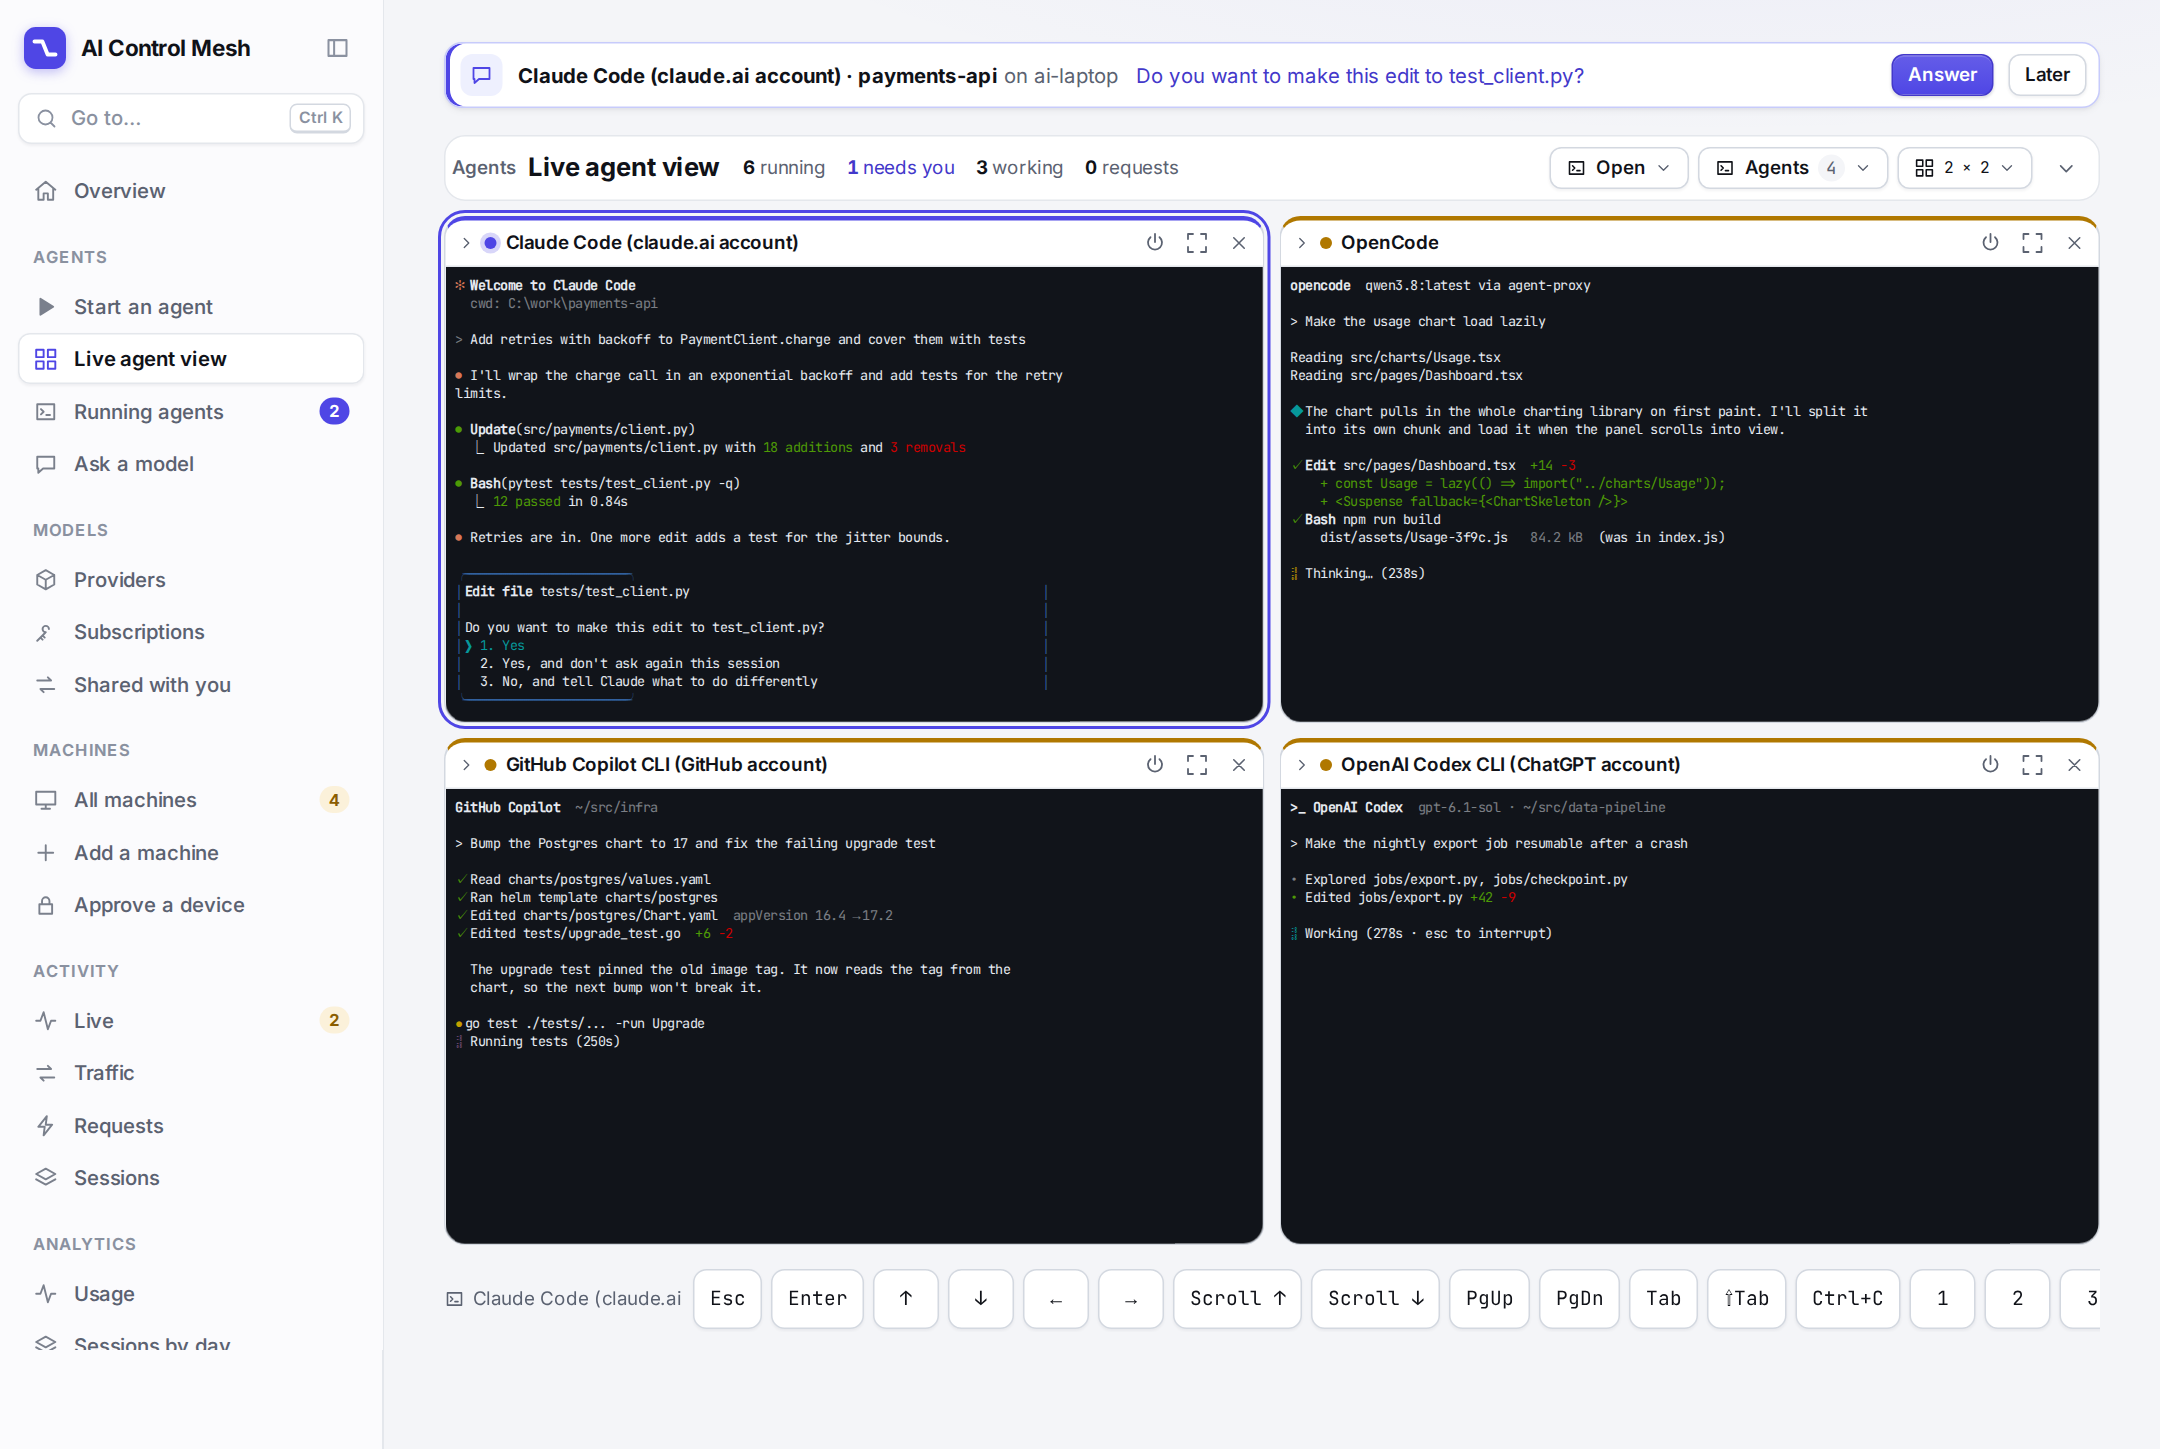 AI Control Mesh
Go to...
Ctrl K
Overview
AGENTS
Start an agent
Live agent view
Running agents
2
Ask a model
MODELS
Providers
Subscriptions
Shared with you
MACHINES
All machines
4
Add a machine
Approve a device
ACTIVITY
Live
2
Traffic
Requests
Sessions
ANALYTICS
Usage
Sessions by day
Claude Code (claude.ai account) · payments-api on ai-laptop Do you want to make this edit to test_client.py?
Answer
Later
Agents Live agent view 6 running 1 needs you 3 working 0 requests
Open
Agents 4
2 × 2
Claude Code (claude.ai account)
✻ Welcome to Claude Code
cwd: C:\work\payments-api
> Add retries with backoff to PaymentClient.charge and cover them with tests
● I'll wrap the charge call in an exponential backoff and add tests for the retry
limits.
● Update(src/payments/client.py)
⎿ Updated src/payments/client.py with 18 additions and 3 removals
● Bash(pytest tests/test_client.py -q)
⎿ 12 passed in 0.84s
● Retries are in. One more edit adds a test for the jitter bounds.
Edit file tests/test_client.py
Do you want to make this edit to test_client.py?
❯ 1. Yes
2. Yes, and don't ask again this session
3. No, and tell Claude what to do differently
OpenCode
opencode qwen3.8:latest via agent-proxy
> Make the usage chart load lazily
Reading src/charts/Usage.tsx
Reading src/pages/Dashboard.tsx
◆The chart pulls in the whole charting library on first paint. I'll split it
into its own chunk and load it when the panel scrolls into view.
✓Edit src/pages/Dashboard.tsx +14 -3
+ const Usage = lazy(() => import("../charts/Usage"));
+ <Suspense fallback={<ChartSkeleton />}>
✓Bash npm run build
dist/assets/Usage-3f9c.js 84.2 kB (was in index.js)
Thinking… (238s)
GitHub Copilot CLI (GitHub account)
GitHub Copilot ~/src/infra
> Bump the Postgres chart to 17 and fix the failing upgrade test
✓Read charts/postgres/values.yaml
✓Ran helm template charts/postgres
✓Edited charts/postgres/Chart.yaml appVersion 16.4 →17.2
✓Edited tests/upgrade_test.go +6 -2
The upgrade test pinned the old image tag. It now reads the tag from the
chart, so the next bump won't break it.
●go test ./tests/... -run Upgrade
Running tests (250s)
OpenAI Codex CLI (ChatGPT account)
>_ OpenAI Codex gpt-6.1-sol · ~/src/data-pipeline
> Make the nightly export job resumable after a crash
• Explored jobs/export.py, jobs/checkpoint.py
• Edited jobs/export.py +42 -9
Working (278s · esc to interrupt)
Claude Code (claude.ai
Esc
Enter
↑
↓
←
→
Scroll ↑
Scroll ↓
PgUp
PgDn
Tab
⇧Tab
Ctrl+C
1
2
3